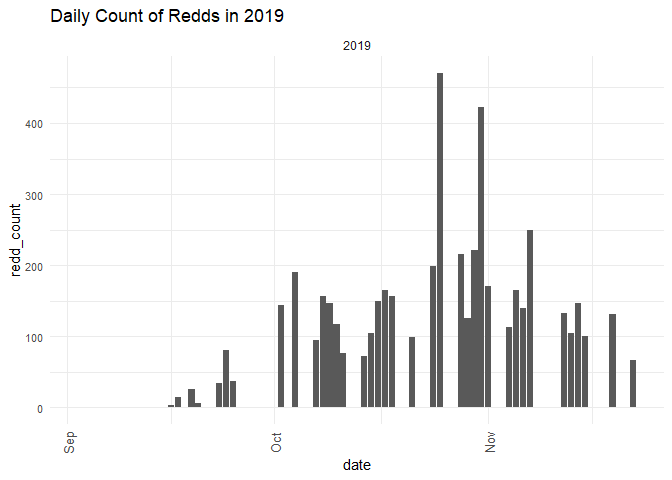 Daily Count of Redds in 2019
2019
redd_count
400
300
200
100
0
Sep
Oct
Nov
date